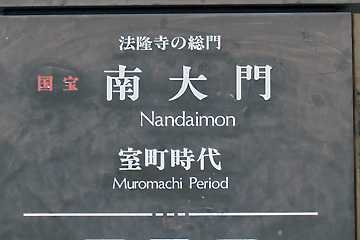 法隆寺の総門
国宝 南大門
Nandaimon
室町時代
Muromachi Period